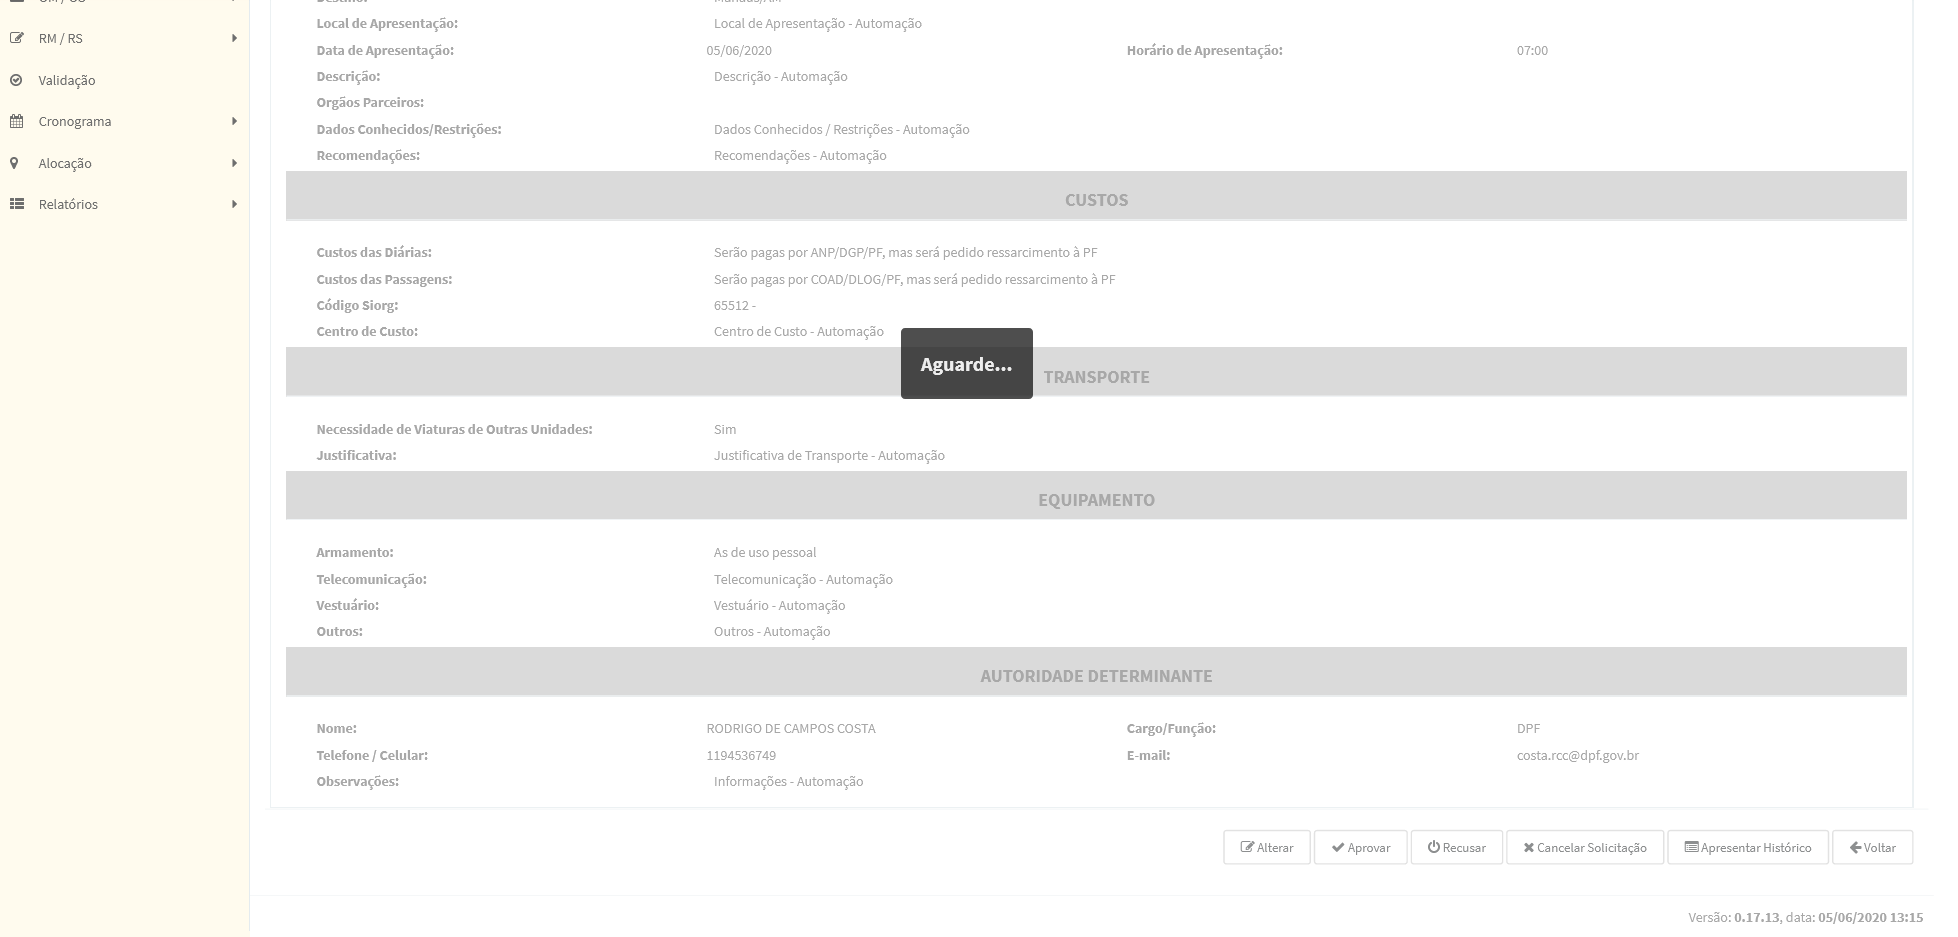 RM / RS
Validação
Cronograma
Alocação
Relatórios
Local de Apresentação: Local de Apresentação - Automação
Data de Apresentação: 05/06/2020 Horário de Apresentação: 07:00
Descrição: Descrição - Automação
Orgãos Parceiros:
Dados Conhecidos/Restrições: Dados Conhecidos / Restrições - Automação
Recomendações: Recomendações - Automação
CUSTOS
Custos das Diárias: Serão pagas por ANP/DGP/PF, mas será pedido ressarcimento à PF
Custos das Passagens: Serão pagas por COAD/DLOG/PF, mas será pedido ressarcimento à PF
Código Siorg: 65512 -
Centro de Custo: Centro de Custo - Automação
Aguarde...
TRANSPORTE
Necessidade de Viaturas de Outras Unidades: Sim
Justificativa: Justificativa de Transporte - Automação
EQUIPAMENTO
Armamento: As de uso pessoal
Telecomunicação: Telecomunicação - Automação
Vestuário: Vestuário - Automação
Outros: Outros - Automação
AUTORIDADE DETERMINANTE
Nome: RODRIGO DE CAMPOS COSTA Cargo/Função: DPF
Telefone / Celular: 1194536749 E-mail: costa.rcc@dpf.gov.br
Observações: Informações - Automação
Alterar Aprovar Recusar Cancelar Solicitação Apresentar Histórico Voltar
Versão: 0.17.13, data: 05/06/2020 13:15